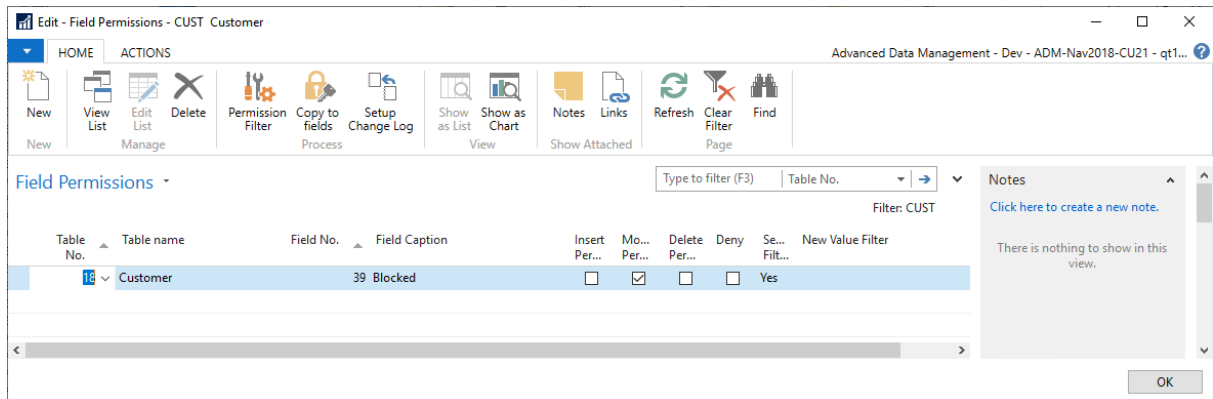 Edit - Field Permissions - CUST Customer
HOME ACTIONS
Advanced Data Management - Dev - ADM-Nav2018-CU21 - qt1...
New
View List
Edit List
Delete
Permission Filter
Copy to fields
Setup Change Log
Show as List
Show as Chart
Notes
Links
Refresh
Clear Filter
Find
New Manage Process View Show Attached Page
Field Permissions
Type to filter (F3) Table No.
Filter: CUST
Table No. Table name Field No. Field Caption Insert Per... Mo... Per... Delete Per... Deny Se... Filt... New Value Filter
18 Customer 39 Blocked Yes
Notes
Click here to create a new note.
There is nothing to show in this
view.
OK